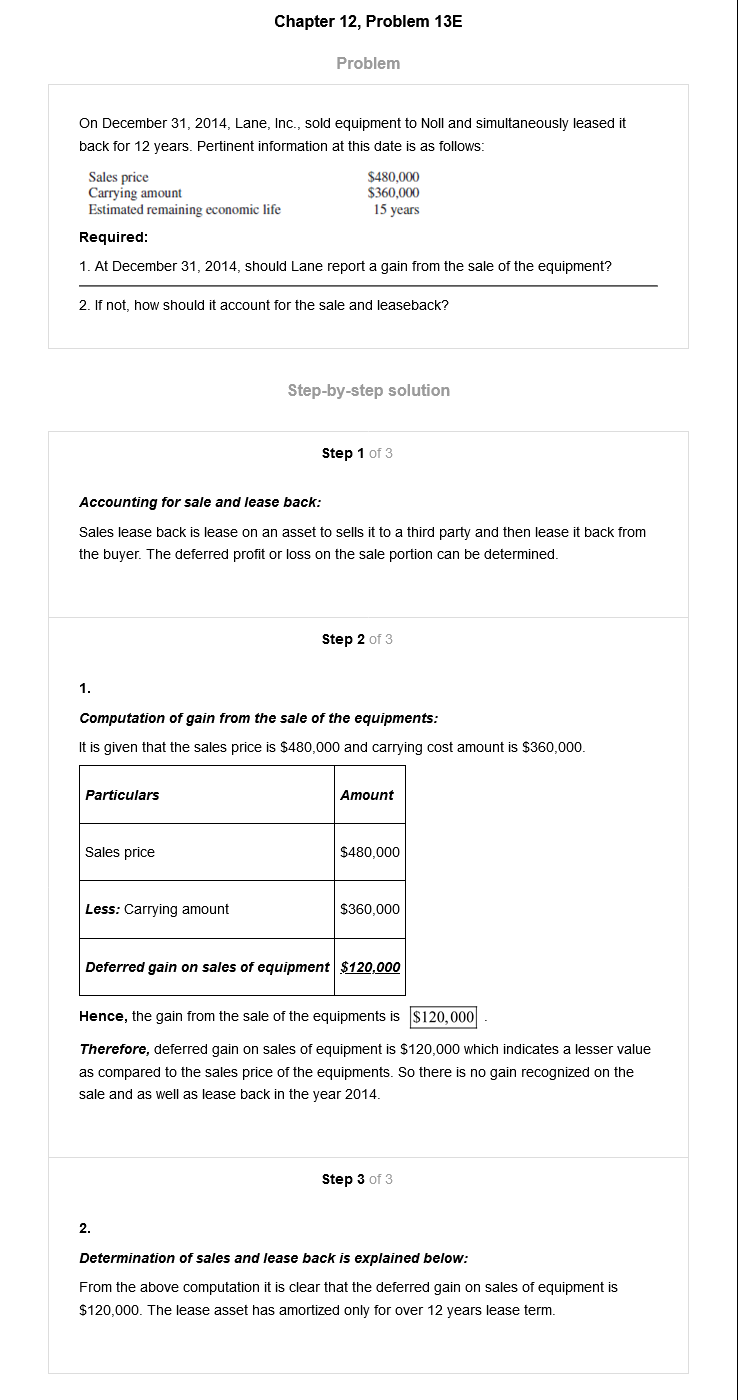 Chapter 12, Problem 13E
Problem
On December 31, 2014, Lane, Inc., sold equipment to Noll and simultaneously leased it
back for 12 years. Pertinent information at this date is as follows:
Sales price $480,000
Carrying amount $360,000
Estimated remaining economic life 15 years
Required:
1. At December 31, 2014, should Lane report a gain from the sale of the equipment?
2. If not, how should it account for the sale and leaseback?
Step-by-step solution
Step 1 of 3
Accounting for sale and lease back:
Sales lease back is lease on an asset to sells it to a third party and then lease it back from
the buyer. The deferred profit or loss on the sale portion can be determined.
Step 2 of 3
1.
Computation of gain from the sale of the equipments:
It is given that the sales price is $480,000 and carrying cost amount is $360,000.
Particulars Amount
Sales price $480,000
Less: Carrying amount $360,000
Deferred gain on sales of equipment $120,000
Hence, the gain from the sale of the equipments is $120,000 .
Therefore, deferred gain on sales of equipment is $120,000 which indicates a lesser value
as compared to the sales price of the equipments. So there is no gain recognized on the
sale and as well as lease back in the year 2014.
Step 3 of 3
2.
Determination of sales and lease back is explained below:
From the above computation it is clear that the deferred gain on sales of equipment is
$120,000. The lease asset has amortized only for over 12 years lease term.